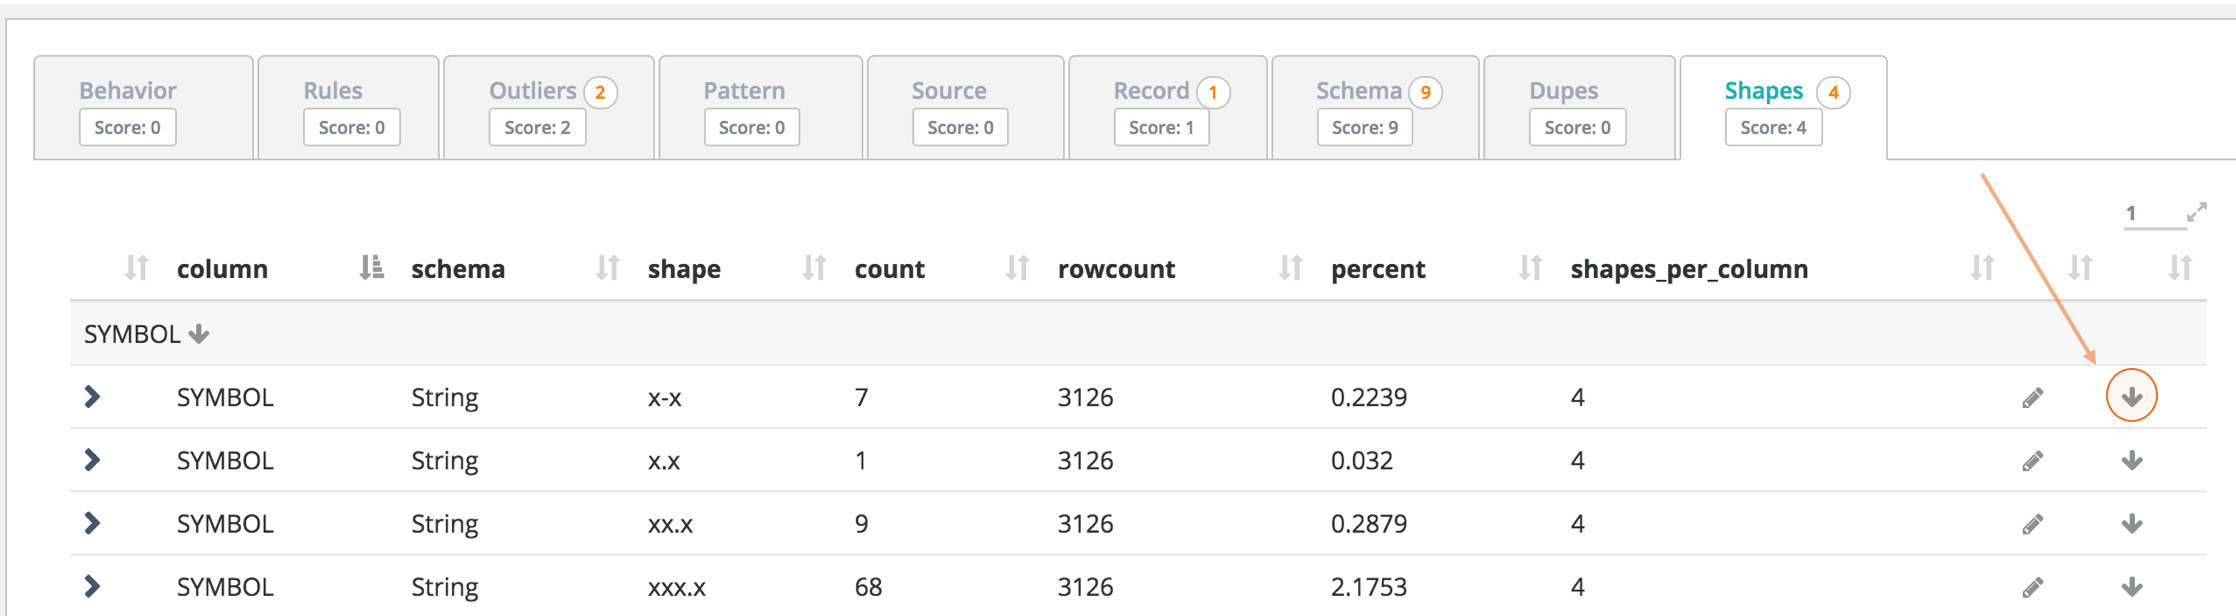 Behavior Rules Outliers 2 Pattern Source Record 1 Schema 9 Dupes Shapes 4
Score: 0 Score: 0 Score: 2 Score: 0 Score: 0 Score: 1 Score: 9 Score: 0 Score: 4
1
column schema shape count rowcount percent shapes_per_column
SYMBOL
SYMBOL String x-x 7 3126 0.2239 4
SYMBOL String x.x 1 3126 0.032 4
SYMBOL String xx.x 9 3126 0.2879 4
SYMBOL String xxx.x 68 3126 2.1753 4